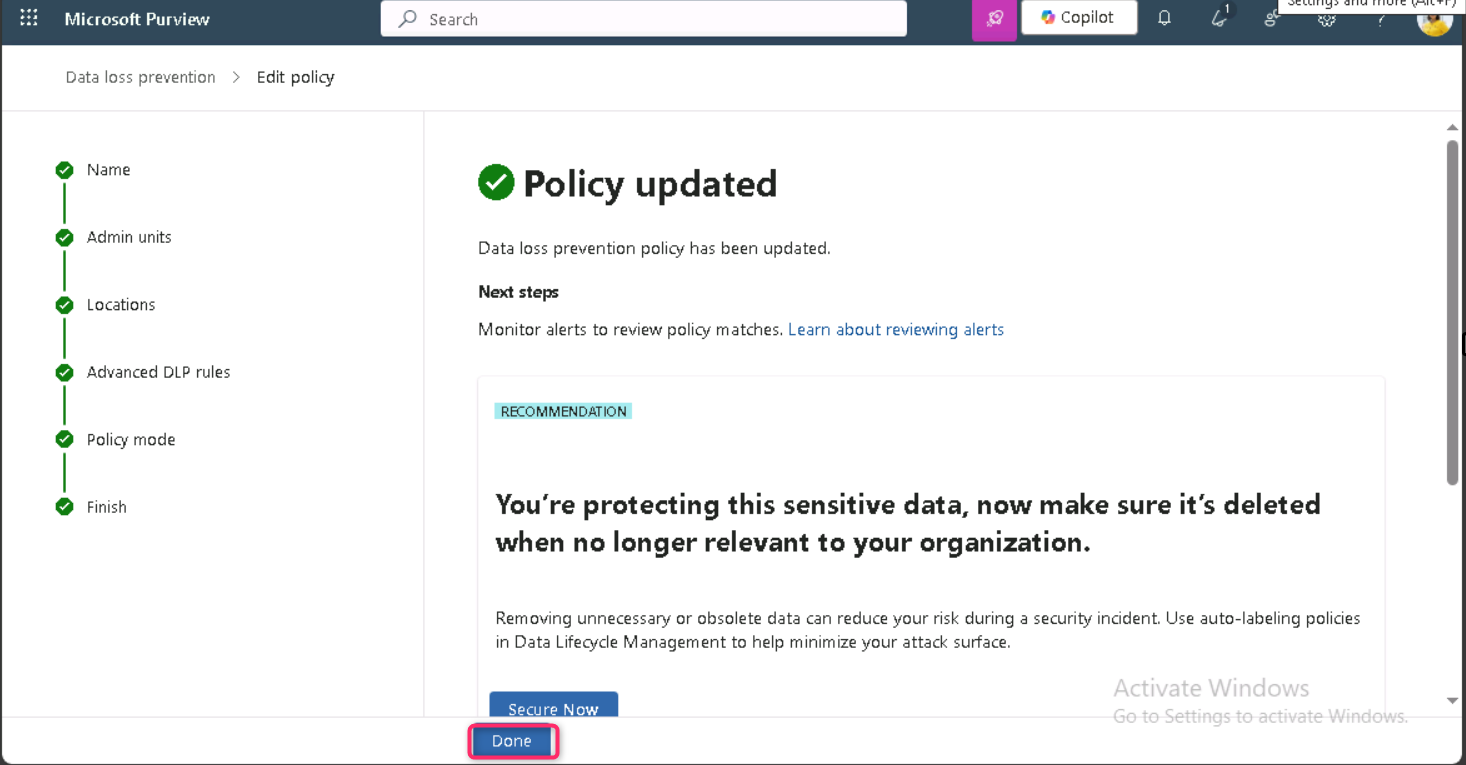 Settings and more (Alt+F)
Microsoft Purview
Search
Copilot
1
?
Data loss prevention > Edit policy
Name
Admin units
Locations
Advanced DLP rules
Policy mode
Finish
Policy updated
Data loss prevention policy has been updated.
Next steps
Monitor alerts to review policy matches. Learn about reviewing alerts
RECOMMENDATION
You're protecting this sensitive data, now make sure it's deleted
when no longer relevant to your organization.
Removing unnecessary or obsolete data can reduce your risk during a security incident. Use auto-labeling policies
in Data Lifecycle Management to help minimize your attack surface.
Secure Now
Activate Windows
Go to Settings to activate Windows.
Done